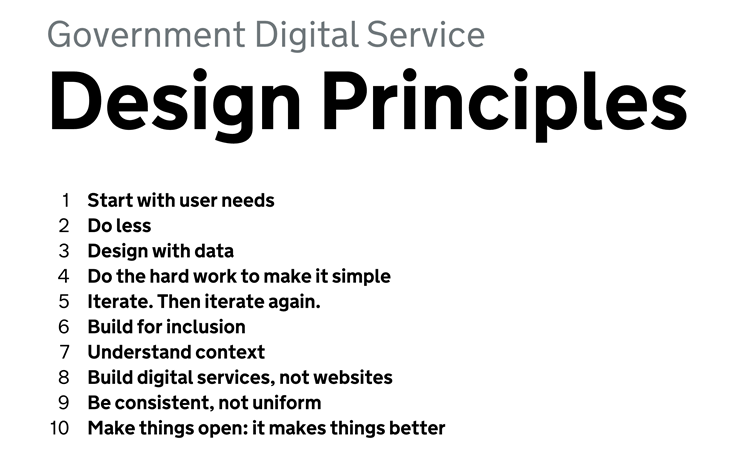 Government Digital Service
Design Principles
1 Start with user needs
2 Do less
3 Design with data
4 Do the hard work to make it simple
5 Iterate. Then iterate again.
6 Build for inclusion
7 Understand context
8 Build digital services, not websites
9 Be consistent, not uniform
10 Make things open: it makes things better